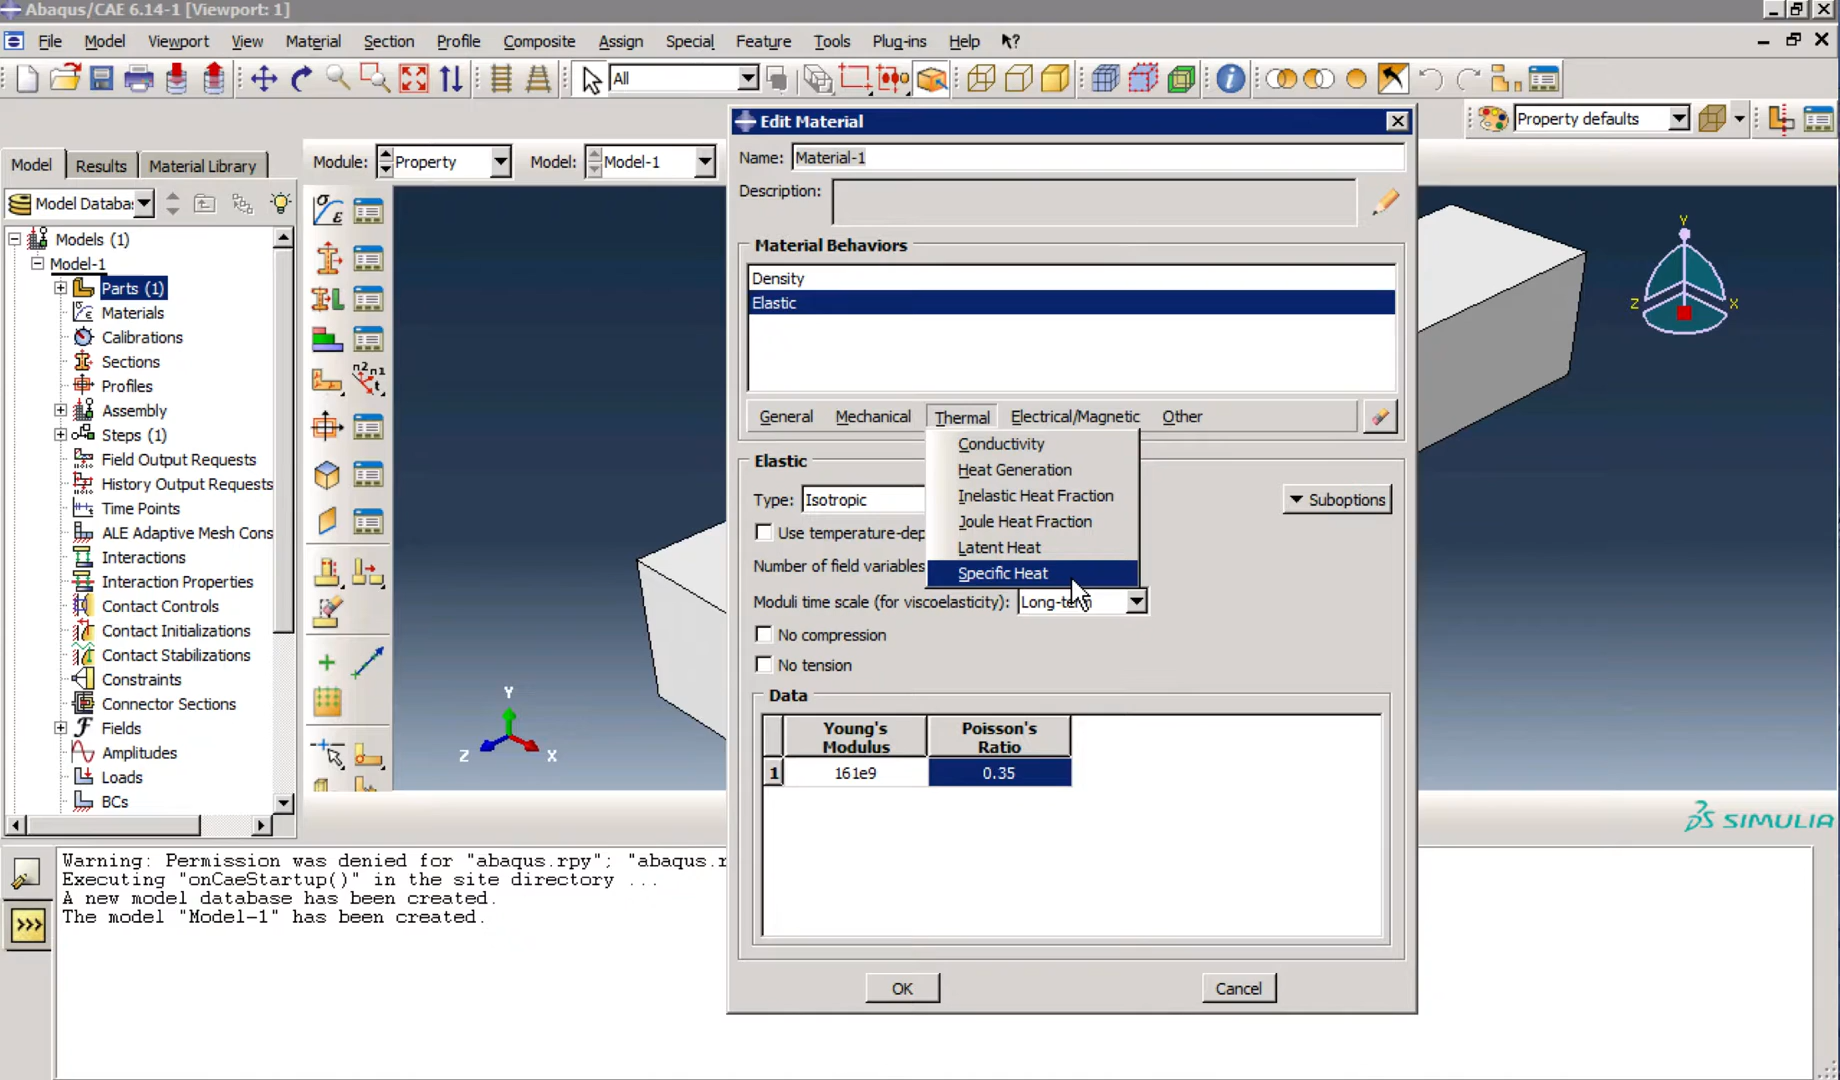 Abaqus/CAE 6.14-1 [Viewport: 1]
File Model Viewport View Material Section Profile Composite Assign Special Feature Tools Plug-ins Help
All
Property defaults
Model Results Material Library
Module: Property Model: Model-1
Model Databa:
Models (1)
Model-1
Parts (1)
Materials
Calibrations
Sections
Profiles
Assembly
Steps (1)
Field Output Requests
History Output Requests
Time Points
ALE Adaptive Mesh Cons
Interactions
Interaction Properties
Contact Controls
Contact Initializations
Contact Stabilizations
Constraints
Connector Sections
Fields
Amplitudes
Loads
BCs
n2 n1
t
Y
Z X
Edit Material
Name: Material-1
Description:
Material Behaviors
Density
Elastic
General Mechanical Thermal Electrical/Magnetic Other
Conductivity
Heat Generation
Inelastic Heat Fraction
Joule Heat Fraction
Latent Heat
Specific Heat
Elastic
Type: Isotropic
Suboptions
Use temperature-dep
Number of field variables
Moduli time scale (for viscoelasticity): Long-term
No compression
No tension
Data
Young's Modulus
Poisson's Ratio
1 161e9 0.35
OK Cancel
Y
Z X
SIMULIA
Warning: Permission was denied for "abaqus.rpy"; "abaqus.r
Executing "onCaeStartup()" in the site directory ...
A new model database has been created.
The model "Model-1" has been created.
>>>